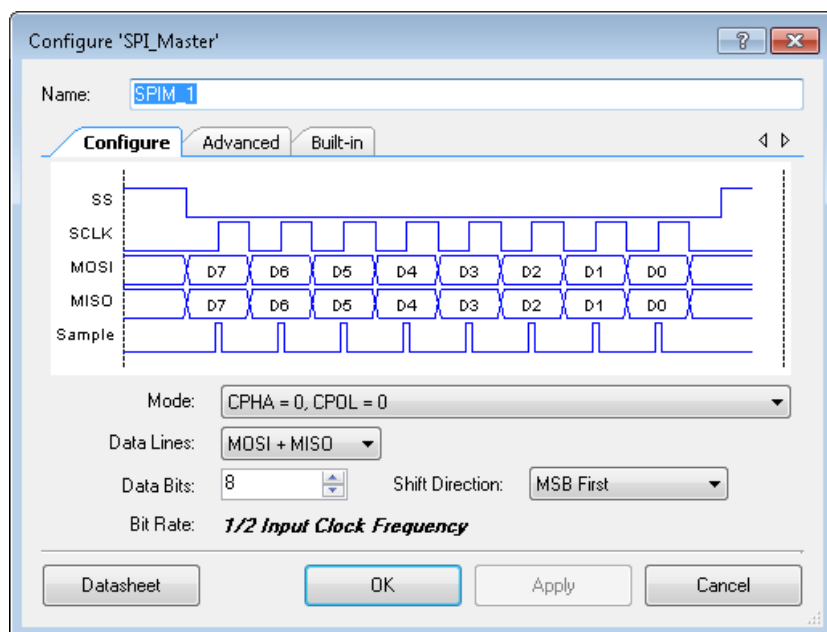 Configure 'SPI_Master'
Name: SPIM_1
Configure Advanced Built-in
SS
SCLK
MOSI D7 D6 D5 D4 D3 D2 D1 D0
MISO D7 D6 D5 D4 D3 D2 D1 D0
Sample
Mode: CPHA = 0, CPOL = 0
Data Lines: MOSI + MISO
Data Bits: 8 Shift Direction: MSB First
Bit Rate: 1/2 Input Clock Frequency
Datasheet OK Apply Cancel